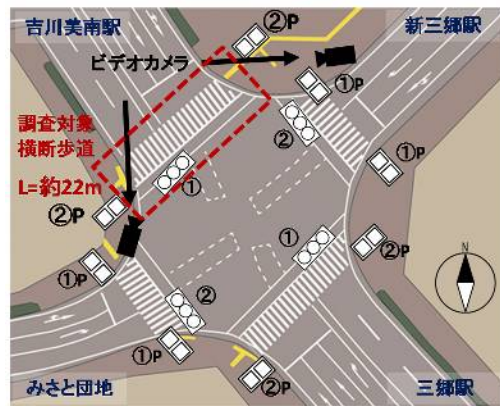 吉川美南駅
②P
新三郷駅
ビデオカメラ
①P
調査対象
横断歩道
L=約22m
②
①P
①
②P
①
②P
①P
②
N
①P
②P
みさと団地
三郷駅